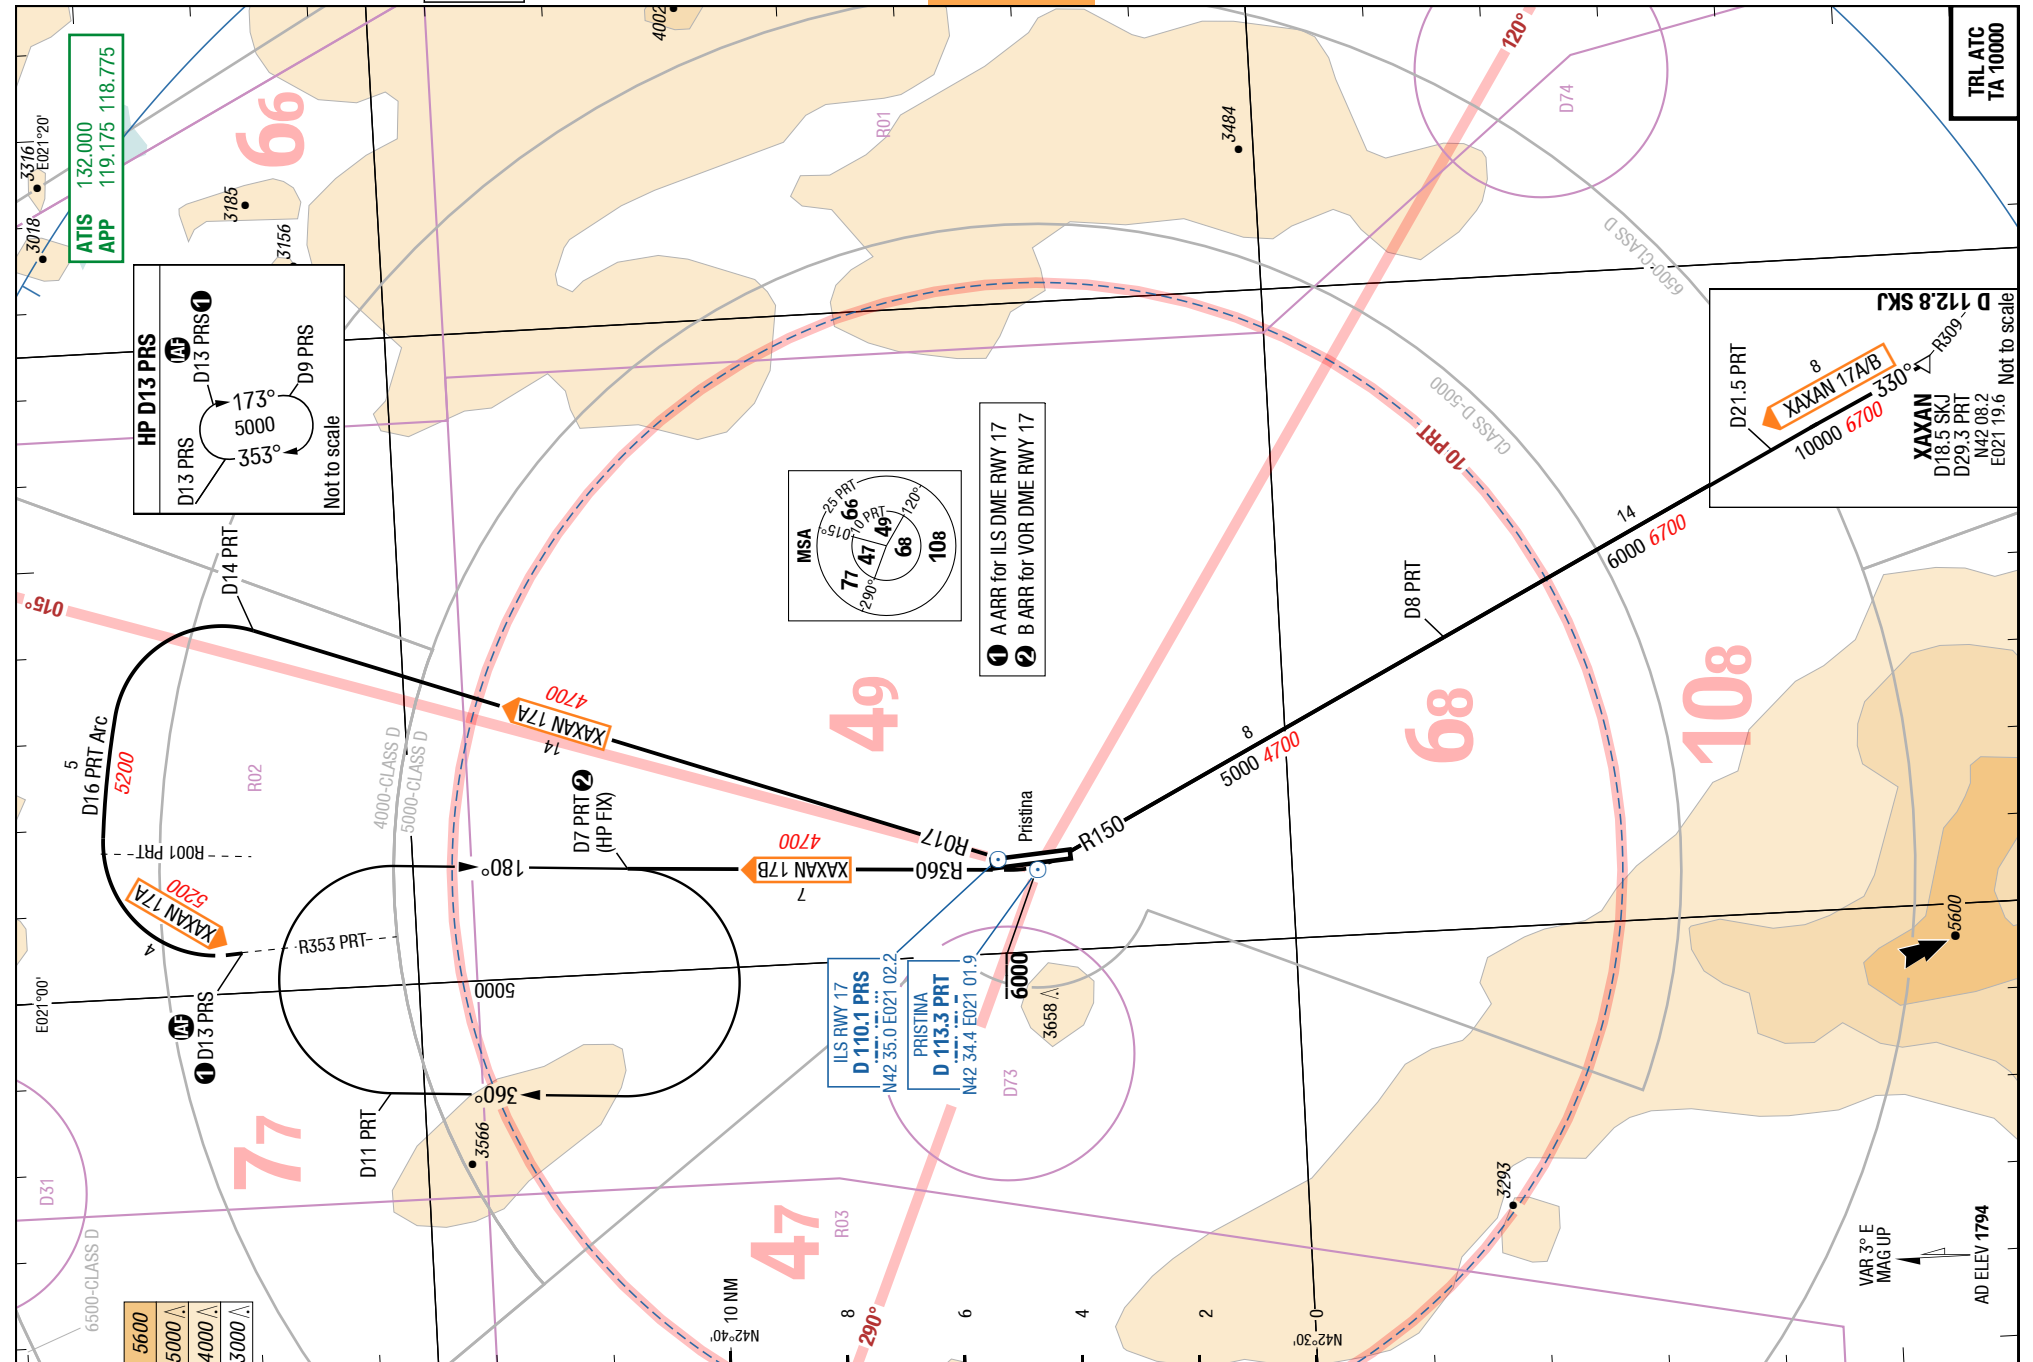 4002
ATIS 132.000
APP 119.175 118.775
3316
E021°20'
3018
3185
3156
66
R01
3484
120°
D74
TRL ATC
TA 10000
6500-CLASS D
HP D13 PRS
IAF
D13 PRS 1
D13 PRS
173°
5000
353°
D9 PRS
Not to scale
CLASS D-5000
10 PRT
D 112.8 SKJ
R309
D21.5 PRT
8
XAXAN 17A/B
330°
10000 6700
XAXAN
D18.5 SKJ
D29.3 PRT
N42 08.2
E021 19.6
Not to scale
MSA
25 PRT
66
015°
10 PRT
49
120°
47
77
68
290°
108
1 A ARR for ILS DME RWY 17
2 B ARR for VOR DME RWY 17
14
6000 6700
D8 PRT
8
5000 4700
R150
D14 PRT
015°
4700
XAXAN 17A
14
R017
49
68
108
5
D16 PRT Arc
5200
R02
4000-CLASS D
5000-CLASS D
D7 PRT 2
(HP FIX)
Pristina
R001 PRT
180°
4700
XAXAN 17B
7
R360
5200
XAXAN 17A
4
R353 PRT
5000
E021°00'
IAF
1 D13 PRS
360°
D11 PRT
3566
77
D31
6500-CLASS D
ILS RWY 17
D 110.1 PRS
N42 35.0 E021 02.2
PRISTINA
D 113.3 PRT
N42 34.4 E021 01.9
6000
3658
D73
5600
47
R03
290°
3293
5600
5000
4000
3000
10 NM
N42°40'
8
6
4
2
0
N42°30'
VAR 3° E
MAG UP
AD ELEV 1794